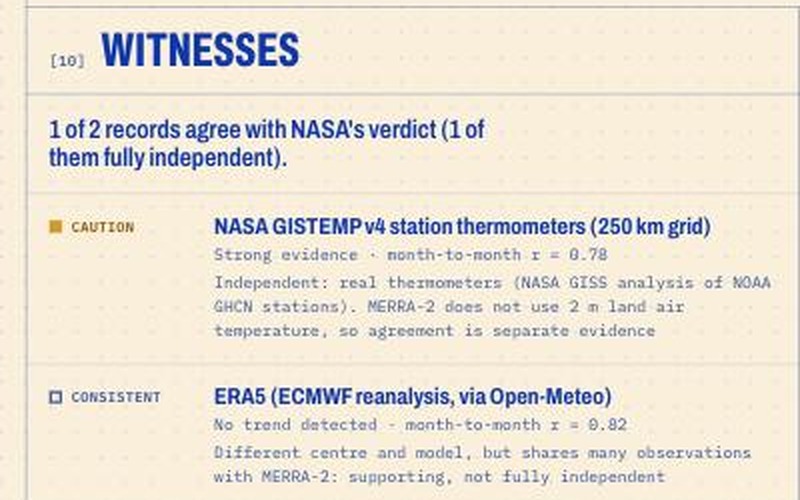 [10] WITNESSES
1 of 2 records agree with NASA's verdict (1 of
them fully independent).
CAUTION
NASA GISTEMP v4 station thermometers (250 km grid)
Strong evidence · month-to-month r = 0.78
Independent: real thermometers (NASA GISS analysis of NOAA
GHCN stations). MERRA-2 does not use 2 m land air
temperature, so agreement is separate evidence
CONSISTENT
ERA5 (ECMWF reanalysis, via Open-Meteo)
No trend detected · month-to-month r = 0.82
Different centre and model, but shares many observations
with MERRA-2: supporting, not fully independent